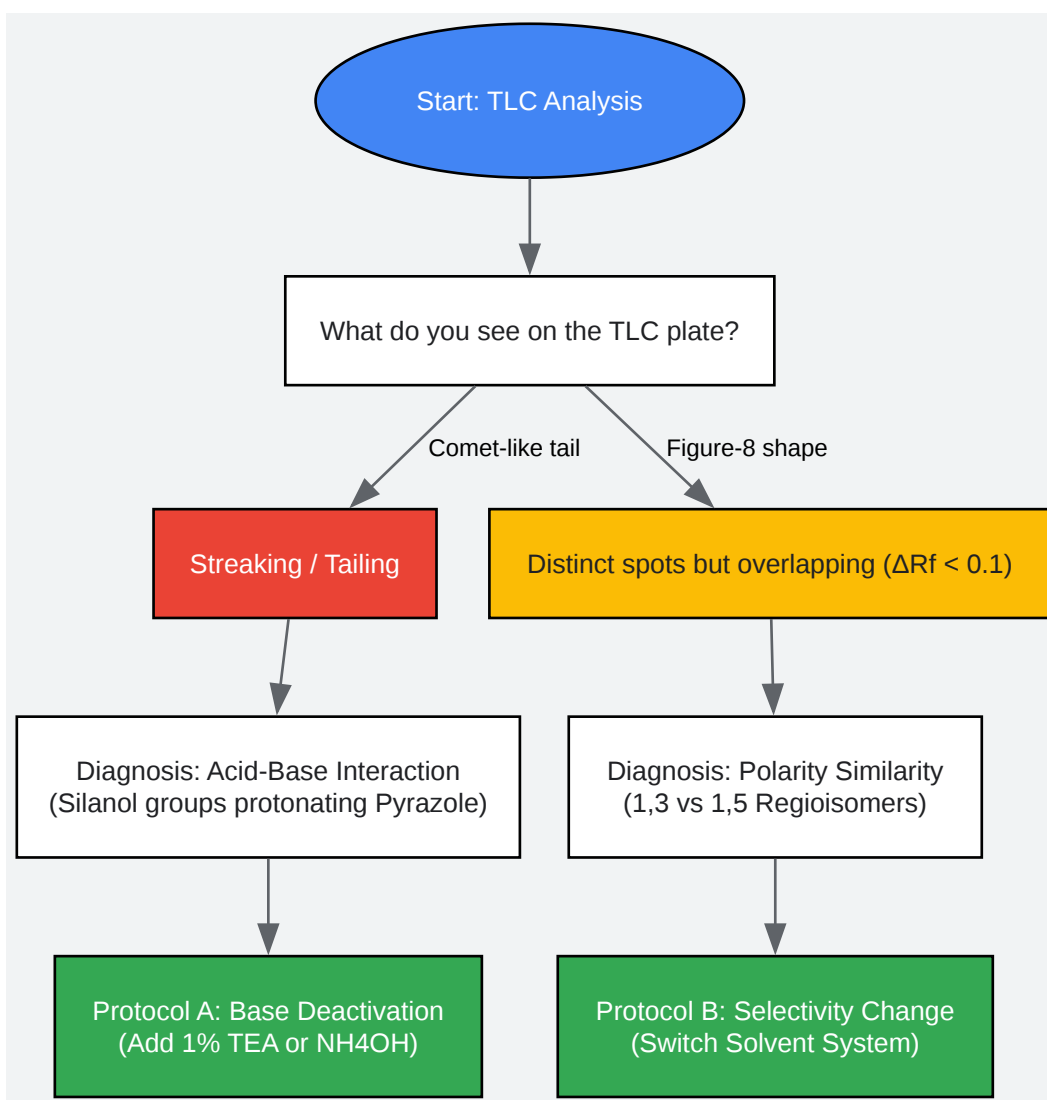 Start: TLC Analysis
What do you see on the TLC plate?
Comet-like tail
Figure-8 shape
Streaking / Tailing
Distinct spots but overlapping (ΔRf < 0.1)
Diagnosis: Acid-Base Interaction
(Silanol groups protonating Pyrazole)
Diagnosis: Polarity Similarity
(1,3 vs 1,5 Regioisomers)
Protocol A: Base Deactivation
(Add 1% TEA or NH4OH)
Protocol B: Selectivity Change
(Switch Solvent System)